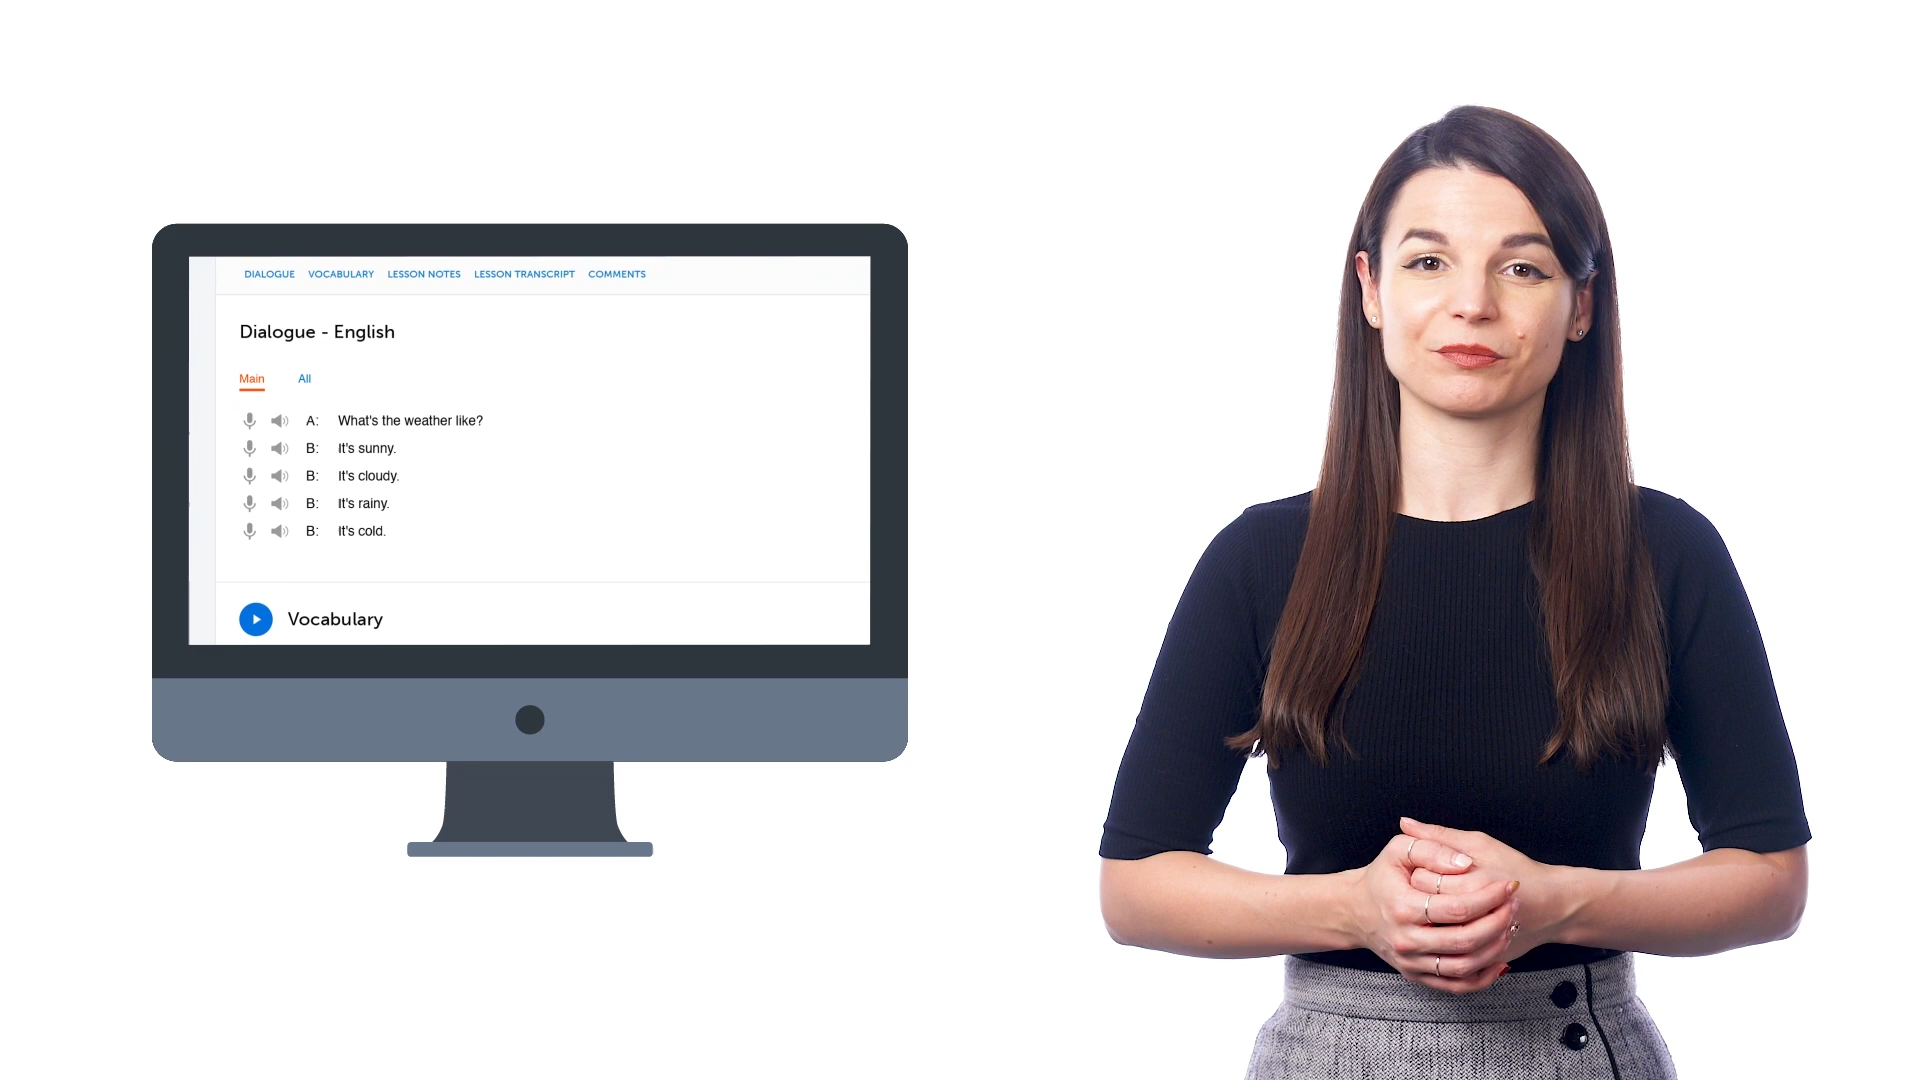 DIALOGUE VOCABULARY LESSON NOTES LESSON TRANSCRIPT COMMENTS
Dialogue - English
Main All
A: What's the weather like?
B: It's sunny.
B: It's cloudy.
B: It's rainy.
B: It's cold.
Vocabulary